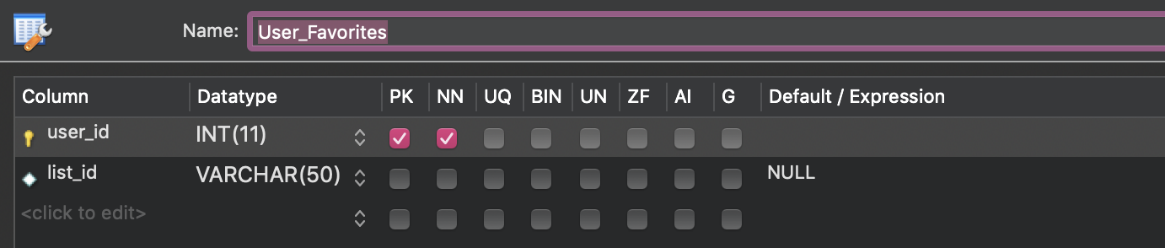 Name: User_Favorites
Column Datatype PK NN UQ BIN UN ZF AI G Default / Expression
user_id INT(11)
list_id VARCHAR(50) NULL
<click to edit>